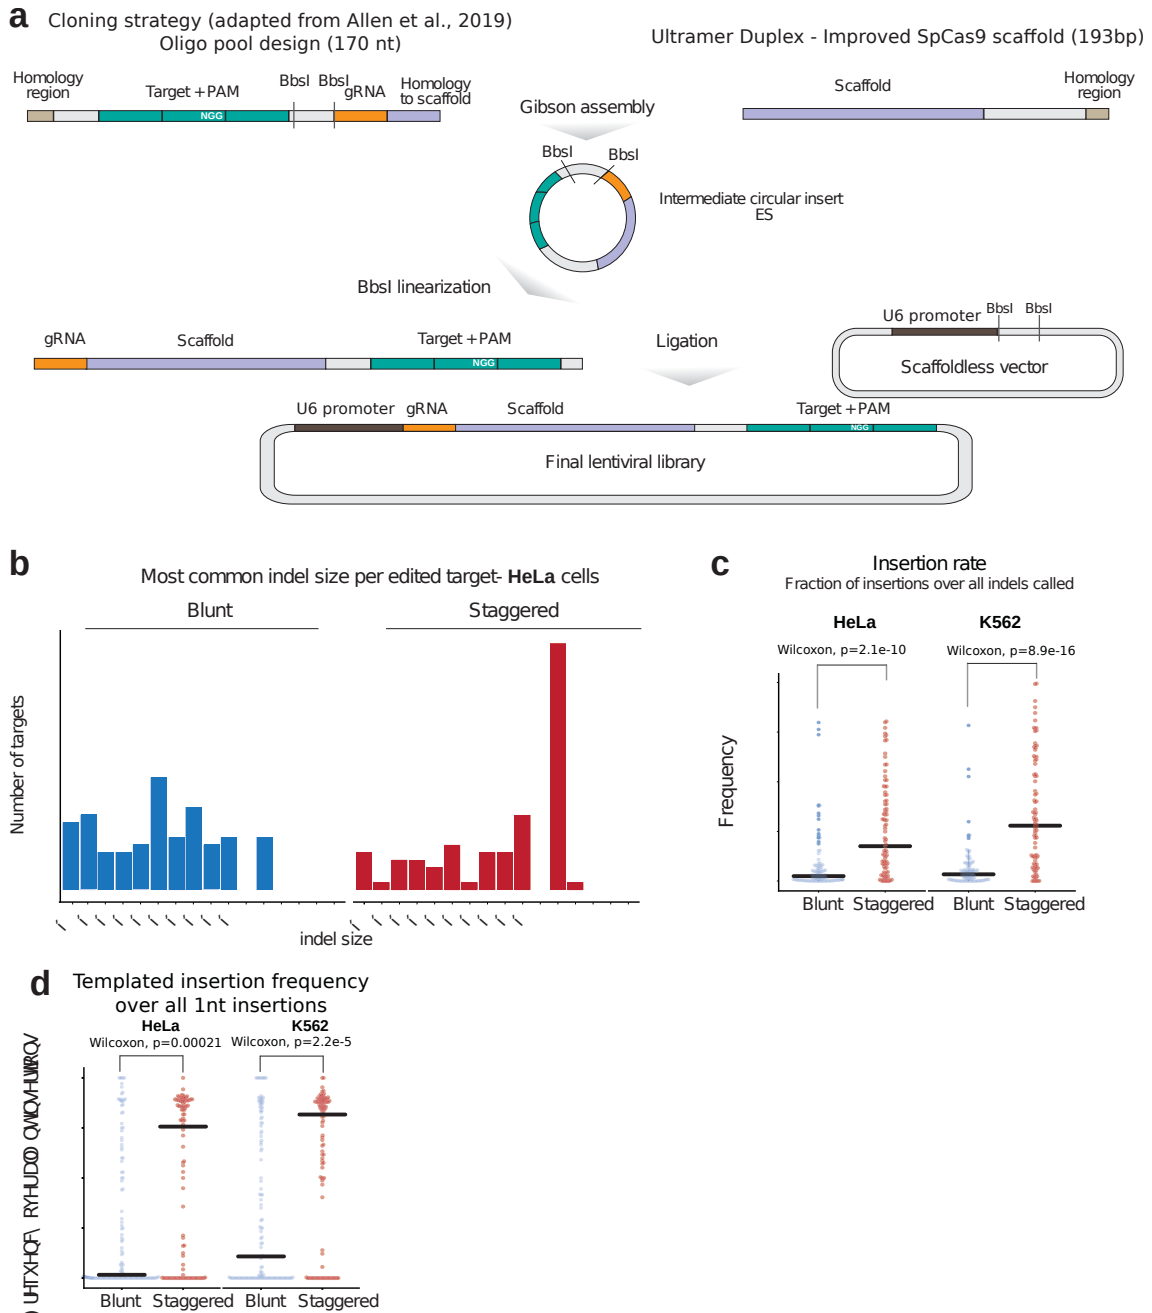 a
Cloning strategy (adapted from Allen et al., 2019)
Oligo pool design (170 nt)
Ultramer Duplex - Improved SpCas9 scaffold (193bp)
Homology
region
Target +PAM
BbsI
BbsI
gRNA
Homology
to scaffold
NGG
Scaffold
Homology
region
Gibson assembly
BbsI
BbsI
Intermediate circular insert
ES
BbsI linearization
gRNA
Scaffold
Target +PAM
NGG
Ligation
U6 promoter
BbsI
BbsI
Scaffoldless vector
U6 promoter
gRNA
Scaffold
Target +PAM
NGG
Final lentiviral library
b
Most common indel size per edited target- HeLa cells
Blunt
Staggered
Number of targets
indel size
c
Insertion rate
Fraction of insertions over all indels called
HeLa
K562
Wilcoxon, p=2.1e-10
Wilcoxon, p=8.9e-16
Frequency
Blunt
Staggered
Blunt
Staggered
d
Templated insertion frequency
over all 1nt insertions
HeLa
K562
Wilcoxon, p=0.00021
Wilcoxon, p=2.2e-5
Blunt
Staggered
Blunt
Staggered